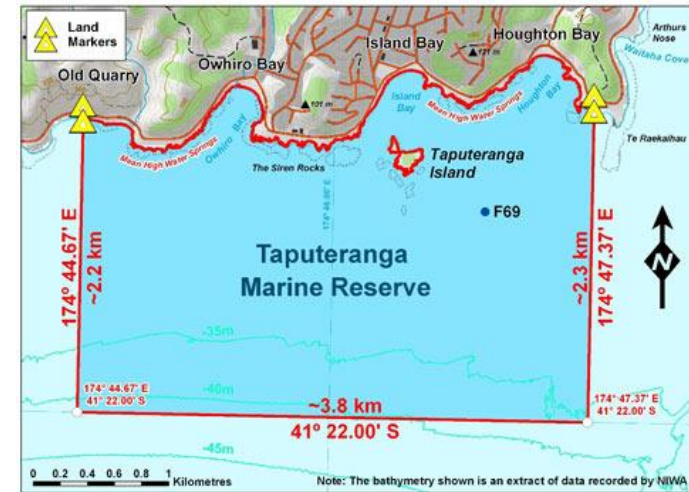 Land
Markers
Old Quarry
Owhiro Bay
Island Bay
Houghton Bay
Arthurs
Nose
Waitaha Cove
101 m
Island
Bay
Mean High Water Springs
Houghton
Bay
Mean High Water Springs
Owhiro Bay
The Siren Rocks
Te Raekaihau
Taputeranga
Island
F69
174° 44.67' E
~2.2 km
Taputeranga
Marine Reserve
174° 47.37' E
~2.3 km
N
-35m
-40m
-45m
174° 44.67' E
41° 22.00' S
~3.8 km
41° 22.00' S
174° 47.37' E
41° 22.00' S
0 0.2 0.4 0.6 0.8 1
Kilometres
Note: The bathymetry shown is an extract of data recorded by NIWA